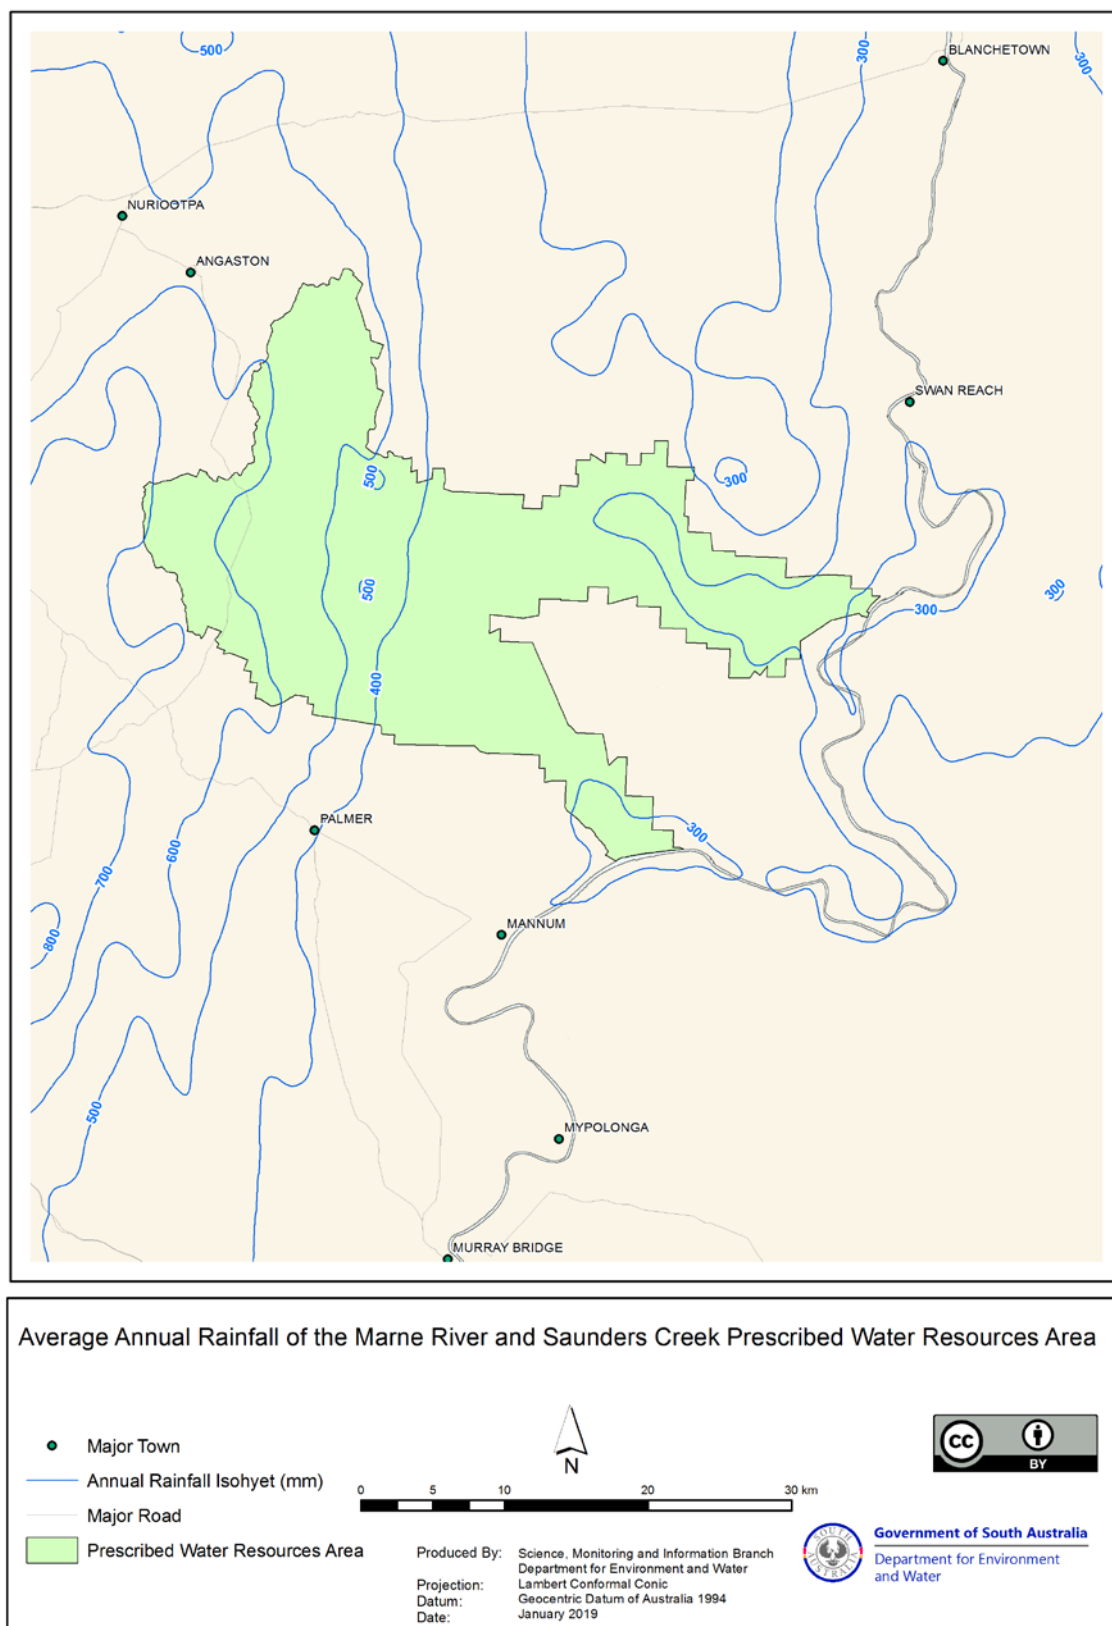 500
300
BLANCHETOWN
300
NURIOOTPA
ANGASTON
SWAN REACH
500
300
500
300
300
400
PALMER
300
600
700
800
MANNUM
500
MYPOLONGA
MURRAY BRIDGE
Average Annual Rainfall of the Marne River and Saunders Creek Prescribed Water Resources Area
Major Town
Annual Rainfall Isohyet (mm)
Major Road
Prescribed Water Resources Area
N
0 5 10 20 30 km
Produced By: Science, Monitoring and Information Branch
Department for Environment and Water
Projection: Lambert Conformal Conic
Datum: Geocentric Datum of Australia 1994
Date: January 2019
CC
BY
SOUTH AUSTRALIA
Government of South Australia
Department for Environment
and Water